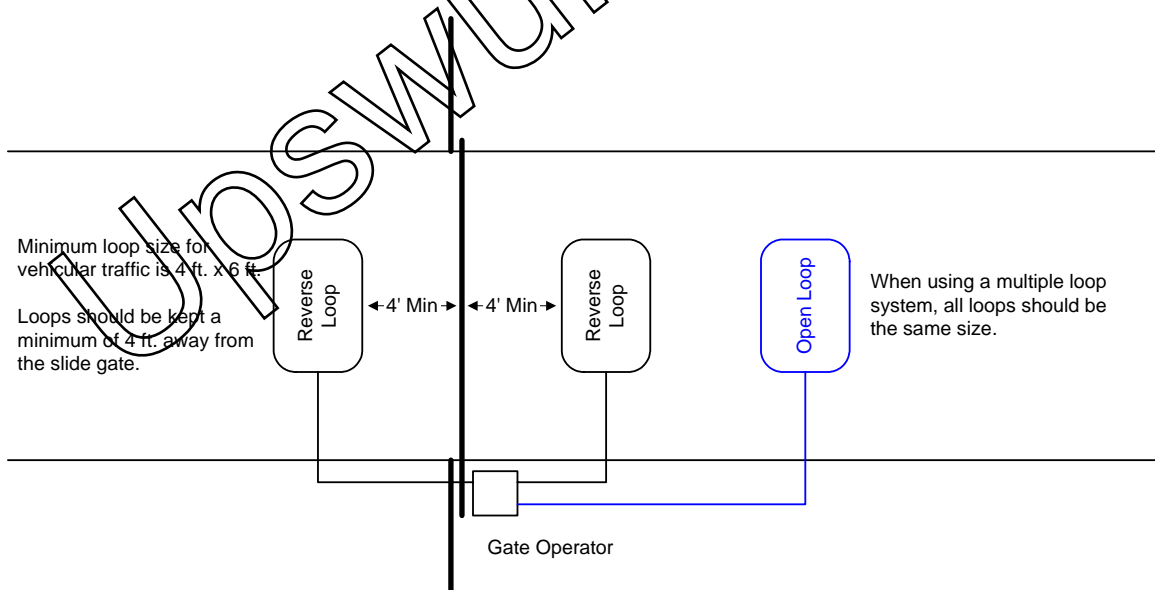 Upswu
Minimum loop size for
vehicular traffic is 4 ft. x 6 ft.
Loops should be kept a
minimum of 4 ft. away from
the slide gate.
Reverse
Loop
4' Min
4' Min
Reverse
Loop
Open Loop
When using a multiple loop
system, all loops should be
the same size.
Gate Operator